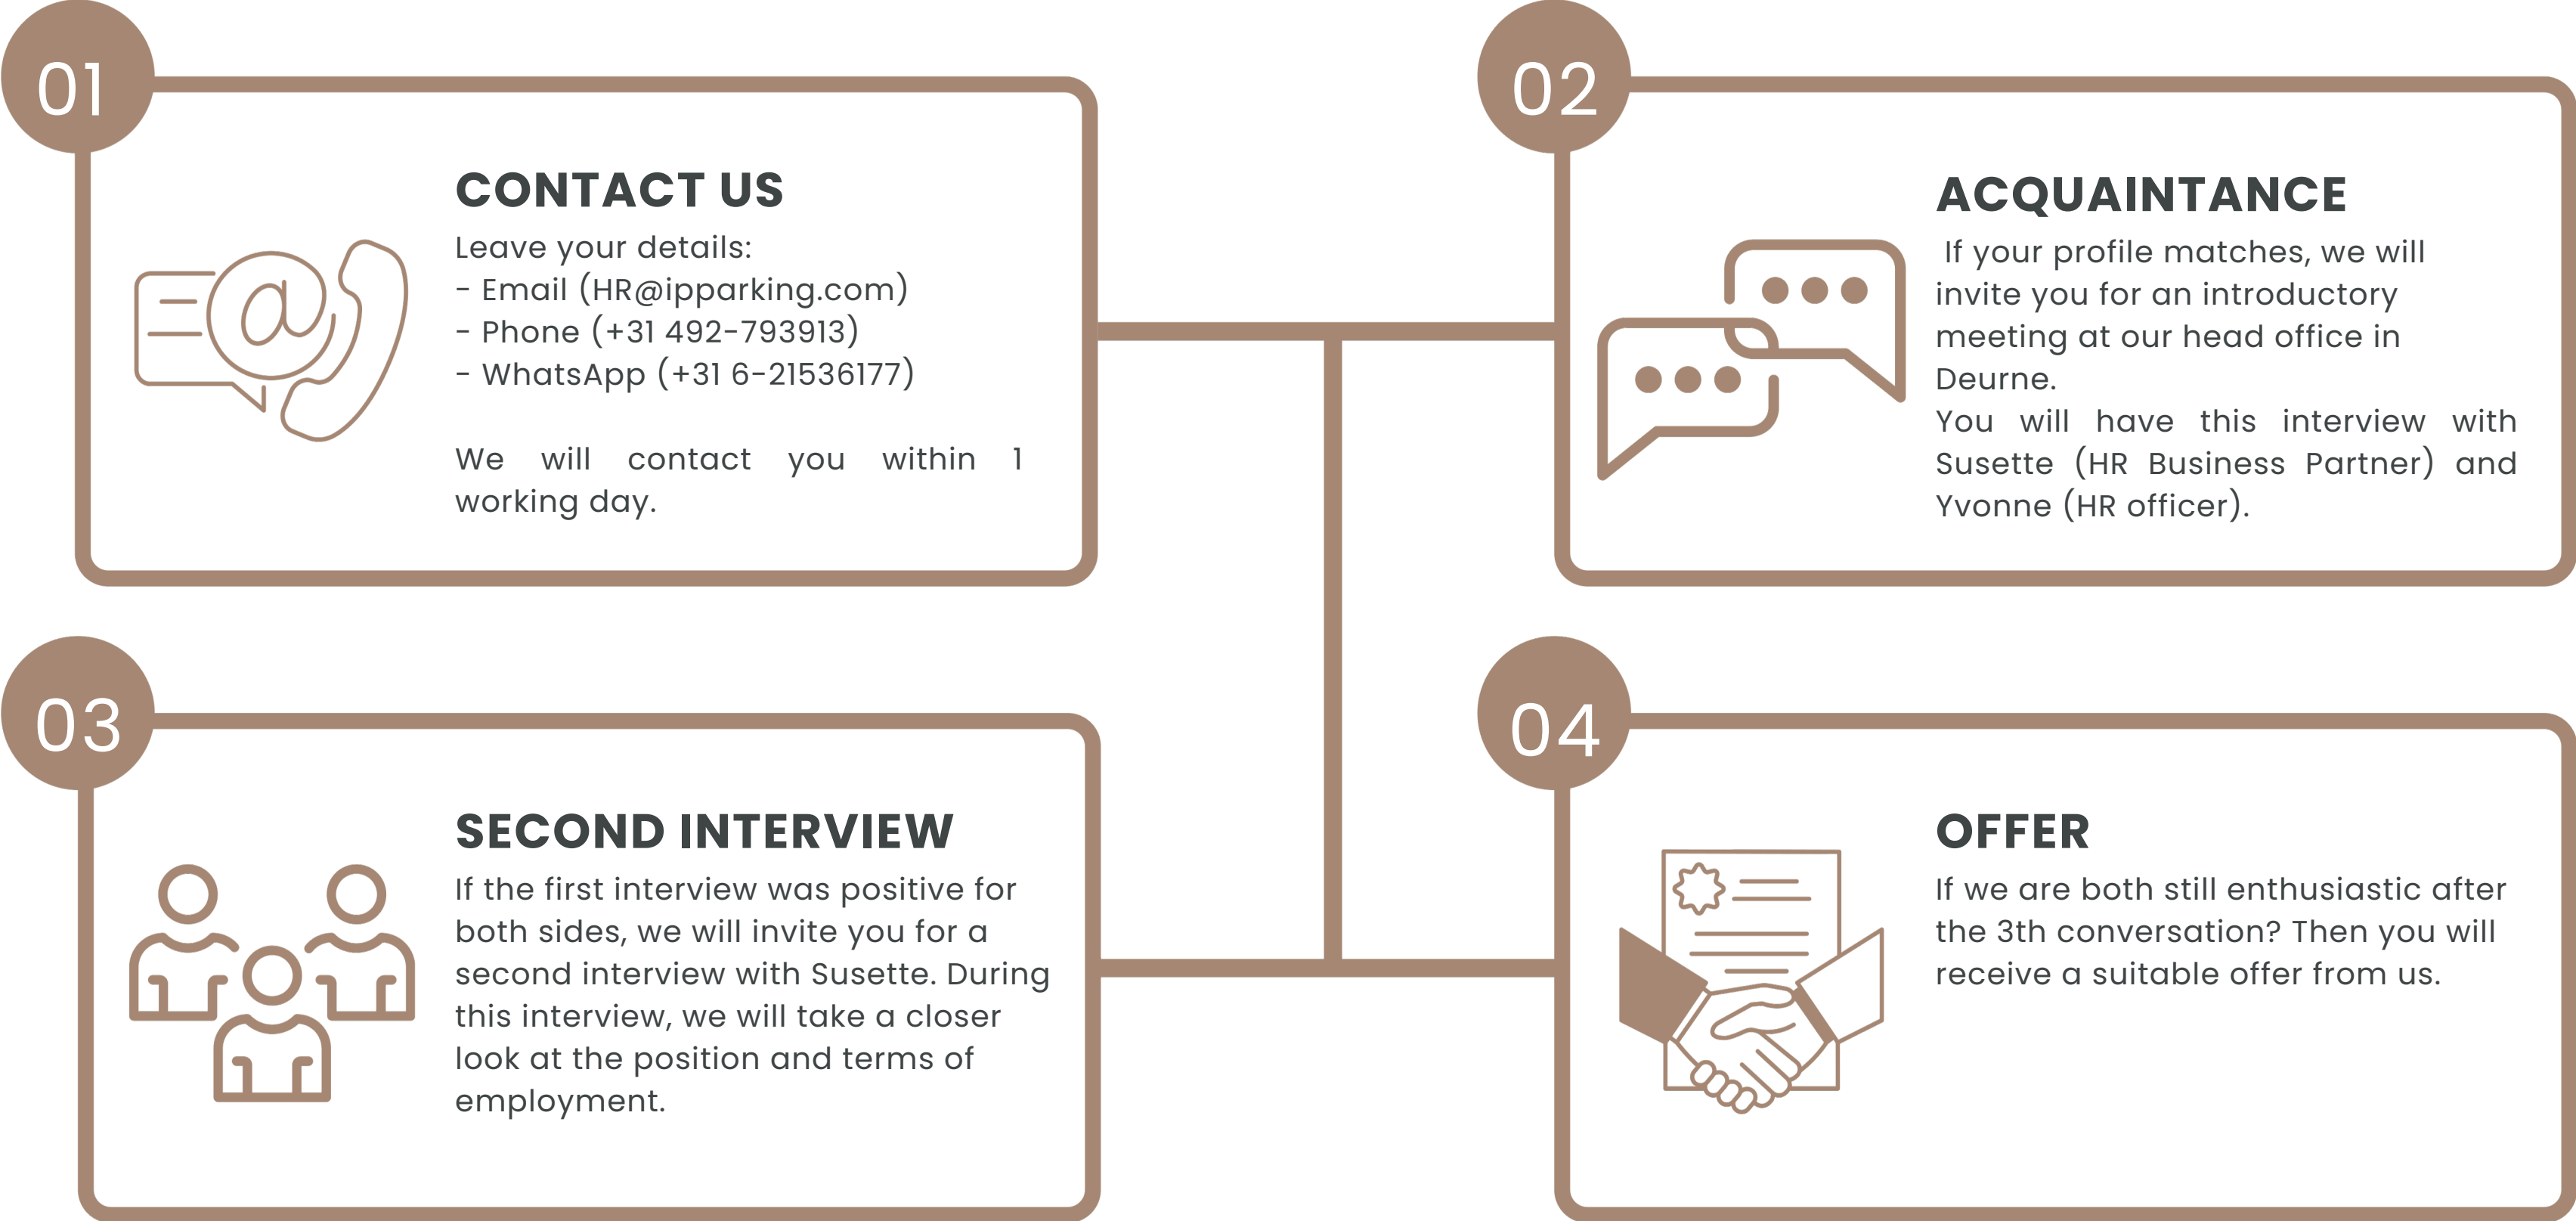 01
CONTACT US
Leave your details:
- Email (HR@ipparking.com)
- Phone (+31 492-793913)
- WhatsApp (+31 6-21536177)
We will contact you within 1
working day.
02
ACQUAINTANCE
If your profile matches, we will
invite you for an introductory
meeting at our head office in
Deurne.
You will have this interview with
Susette (HR Business Partner) and
Yvonne (HR officer).
03
SECOND INTERVIEW
If the first interview was positive for
both sides, we will invite you for a
second interview with Susette. During
this interview, we will take a closer
look at the position and terms of
employment.
04
OFFER
If we are both still enthusiastic after
the 3th conversation? Then you will
receive a suitable offer from us.